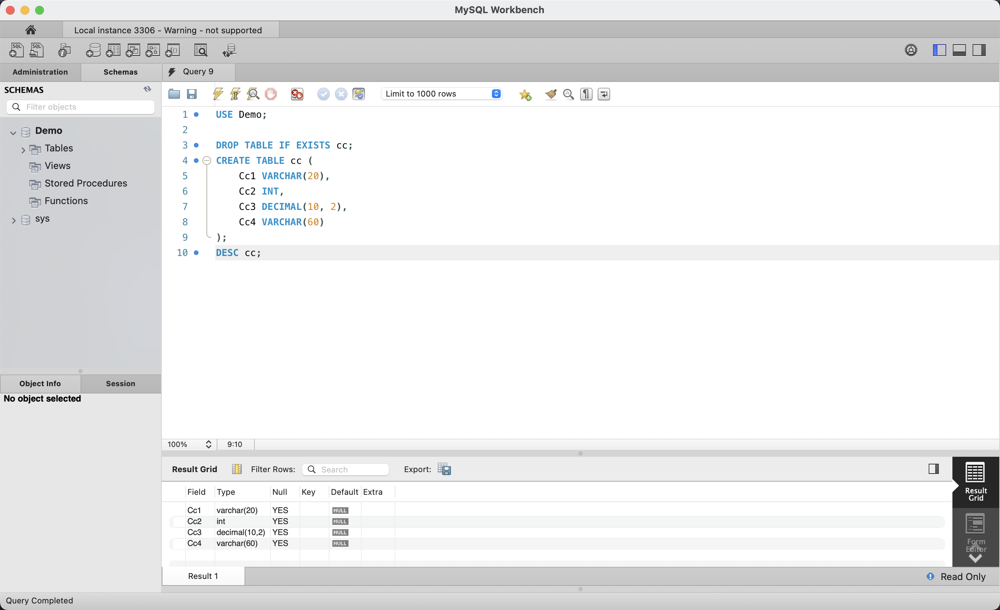 MySQL Workbench
Local instance 3306 - Warning - not supported
SQL SQL
Administration Schemas Query 9
SCHEMAS
Filter objects
Limit to 1000 rows
Demo
Tables
Views
Stored Procedures
Functions
sys
1 USE Demo;
2
3 DROP TABLE IF EXISTS cc;
4 CREATE TABLE cc (
5 Cc1 VARCHAR(20),
6 Cc2 INT,
7 Cc3 DECIMAL(10, 2),
8 Cc4 VARCHAR(60)
9 );
10 DESC cc;
Object Info Session
No object selected
100% 9:10
Result Grid Filter Rows: Search Export:
Field Type Null Key Default Extra
Cc1 varchar(20) YES NULL
Cc2 int YES NULL
Cc3 decimal(10,2) YES NULL
Cc4 varchar(60) YES NULL
Result
Grid
Form
Editor
Result 1
Read Only
Query Completed